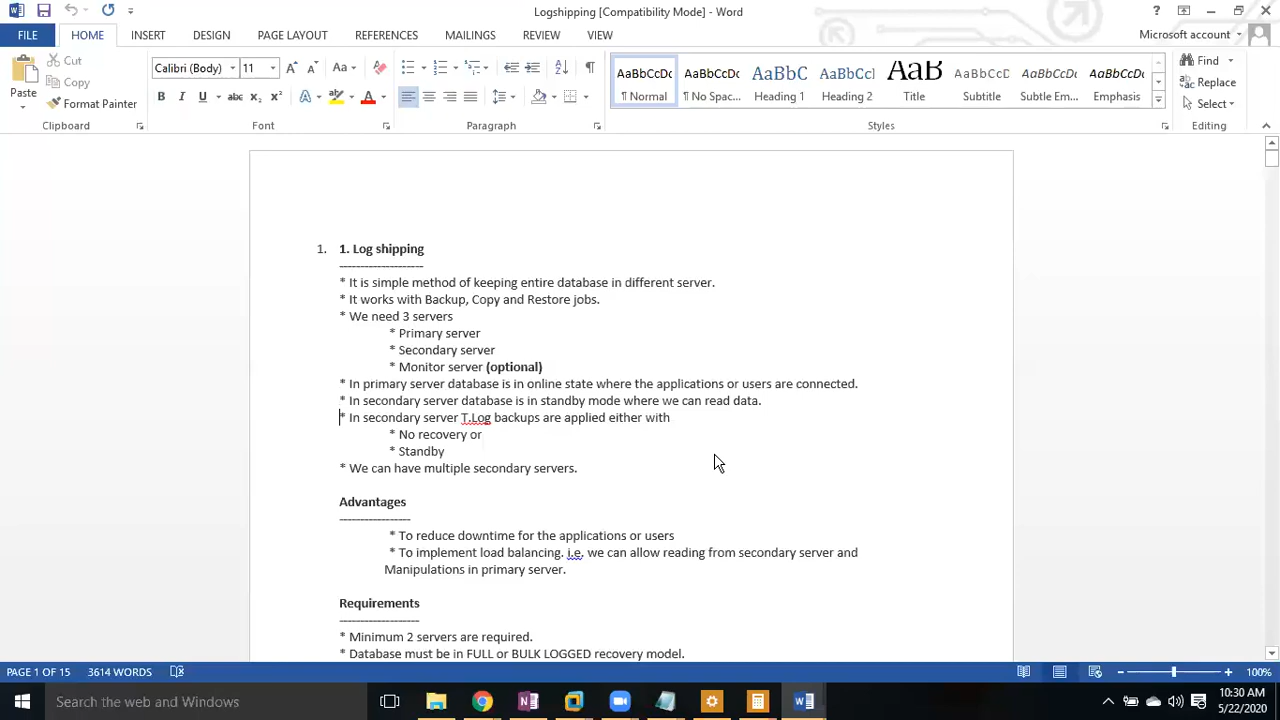 Logshipping [Compatibility Mode] - Word
FILE HOME INSERT DESIGN PAGE LAYOUT REFERENCES MAILINGS REVIEW VIEW Microsoft account
Paste
Cut
Copy
Format Painter
Calibri (Body) 11
AaBbCcDc AaBbCcDc AaBbC AaBbCcI AaB AaBbCcD AaBbCcDc AaBbCcDc
¶ Normal ¶ No Spac... Heading 1 Heading 2 Title Subtitle Subtle Em... Emphasis
Find
Replace
Select
Clipboard Font Paragraph Styles Editing
1. 1. Log shipping
--------------------
* It is simple method of keeping entire database in different server.
* It works with Backup, Copy and Restore jobs.
* We need 3 servers
* Primary server
* Secondary server
* Monitor server (optional)
* In primary server database is in online state where the applications or users are connected.
* In secondary server database is in standby mode where we can read data.
* In secondary server T.Log backups are applied either with
* No recovery or
* Standby
* We can have multiple secondary servers.
Advantages
-----------------
* To reduce downtime for the applications or users
* To implement load balancing. i.e. we can allow reading from secondary server and
Manipulations in primary server.
Requirements
-------------------
* Minimum 2 servers are required.
* Database must be in FULL or BULK LOGGED recovery model.
PAGE 1 OF 15 3614 WORDS 100%
Search the web and Windows
10:30 AM
5/22/2020